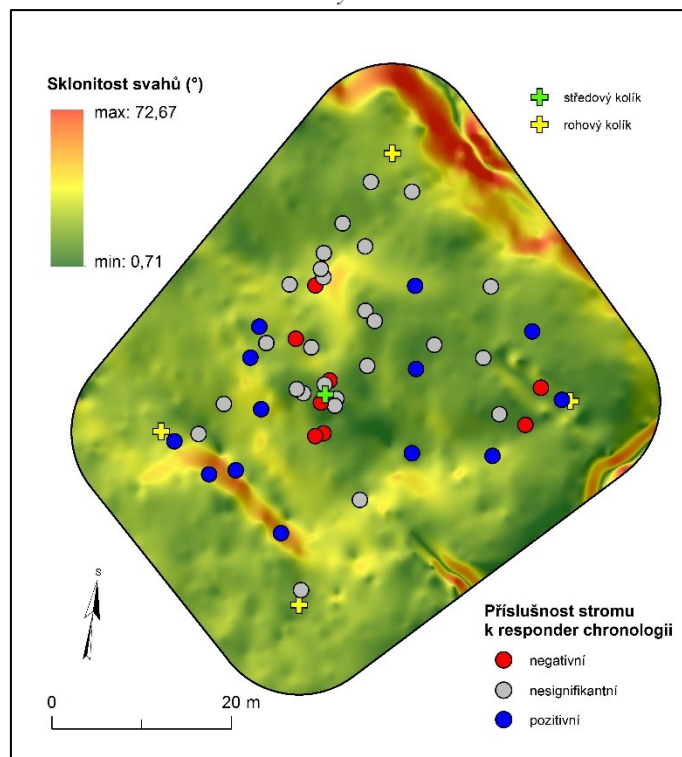 y
Sklonitost svahů (°)
max: 72,67
min: 0,71
středový kolík
rohový kolík
S
0 20 m
Příslušnost stromu
k responder chronologii
negativní
nesignifikantní
pozitivní